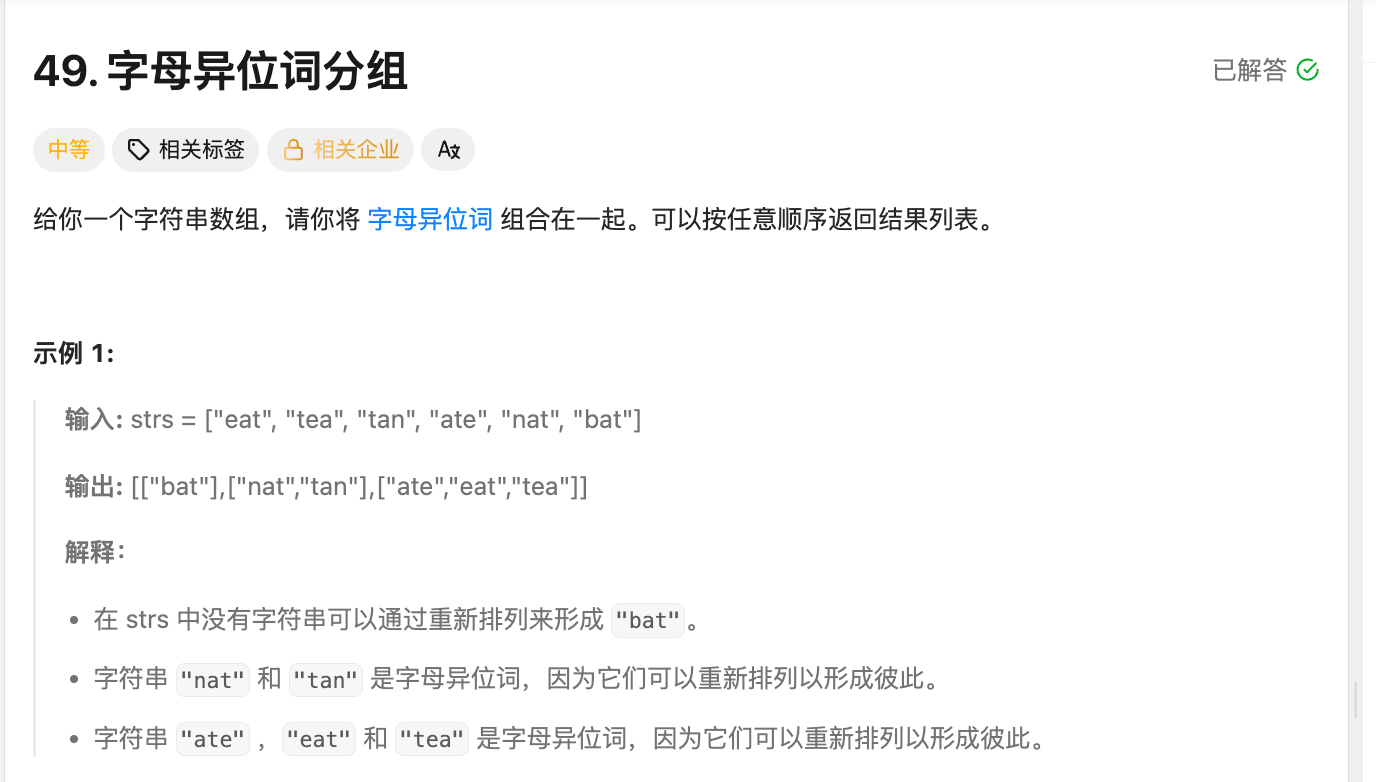 49. 字母异位词分组
已解答
中等
相关标签
相关企业
给你一个字符串数组，请你将 字母异位词 组合在一起。可以按任意顺序返回结果列表。
示例 1:
输入: strs = ["eat", "tea", "tan", "ate", "nat", "bat"]
输出: [["bat"],["nat","tan"],["ate","eat","tea"]]
解释：
在 strs 中没有字符串可以通过重新排列来形成 "bat"。
字符串 "nat" 和 "tan" 是字母异位词，因为它们可以重新排列以形成彼此。
字符串 "ate" ，"eat" 和 "tea" 是字母异位词，因为它们可以重新排列以形成彼此。